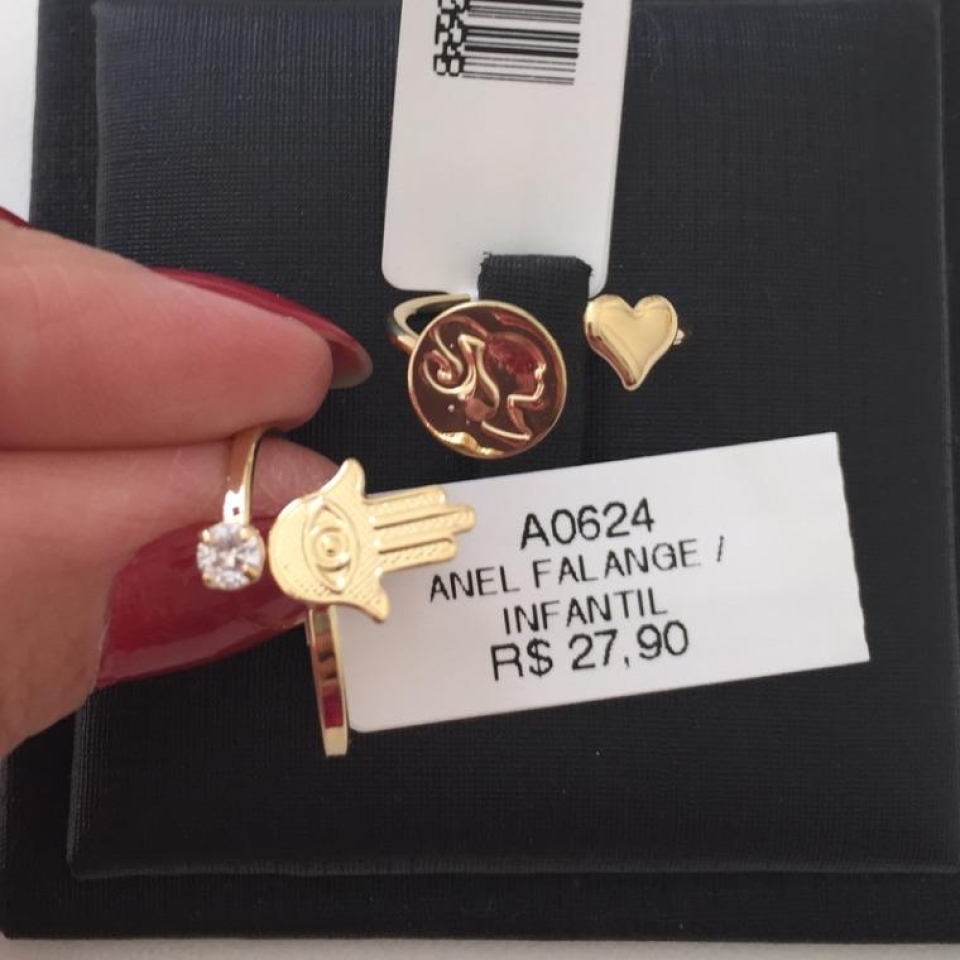 A0624
ANEL FALANGE /
INFANTIL
R$ 27,90